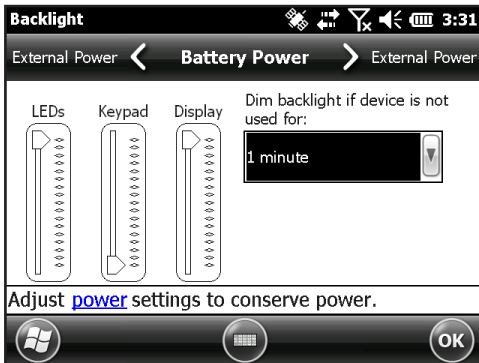 Backlight 3:31
External Power Battery Power External Power
LEDs Keypad Display
Dim backlight if device is not
used for:
1 minute
Adjust power settings to conserve power.
OK